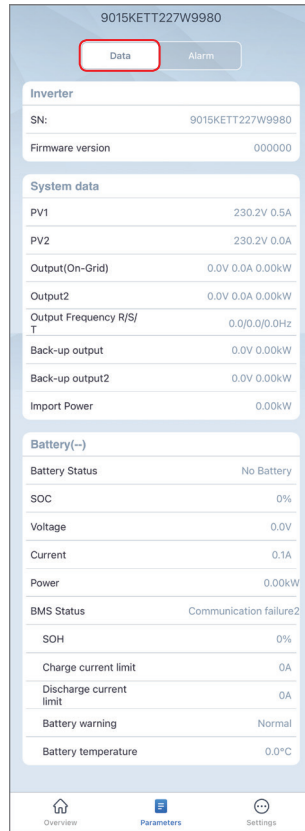 9015KETT227W9980
Data Alarm
Inverter
SN: 9015KETT227W9980
Firmware version 000000
System data
PV1 230.2V 0.5A
PV2 230.2V 0.0A
Output(On-Grid) 0.0V 0.0A 0.00kW
Output2 0.0V 0.0A 0.00kW
Output Frequency R/S/
T 0.0/0.0/0.0Hz
Back-up output 0.0V 0.00kW
Back-up output2 0.0V 0.00kW
Import Power 0.00kW
Battery(--)
Battery Status No Battery
SOC 0%
Voltage 0.0V
Current 0.1A
Power 0.00kW
BMS Status Communication failure2
SOH 0%
Charge current limit 0A
Discharge current
limit 0A
Battery warning Normal
Battery temperature 0.0°C
Overview Parameters Settings